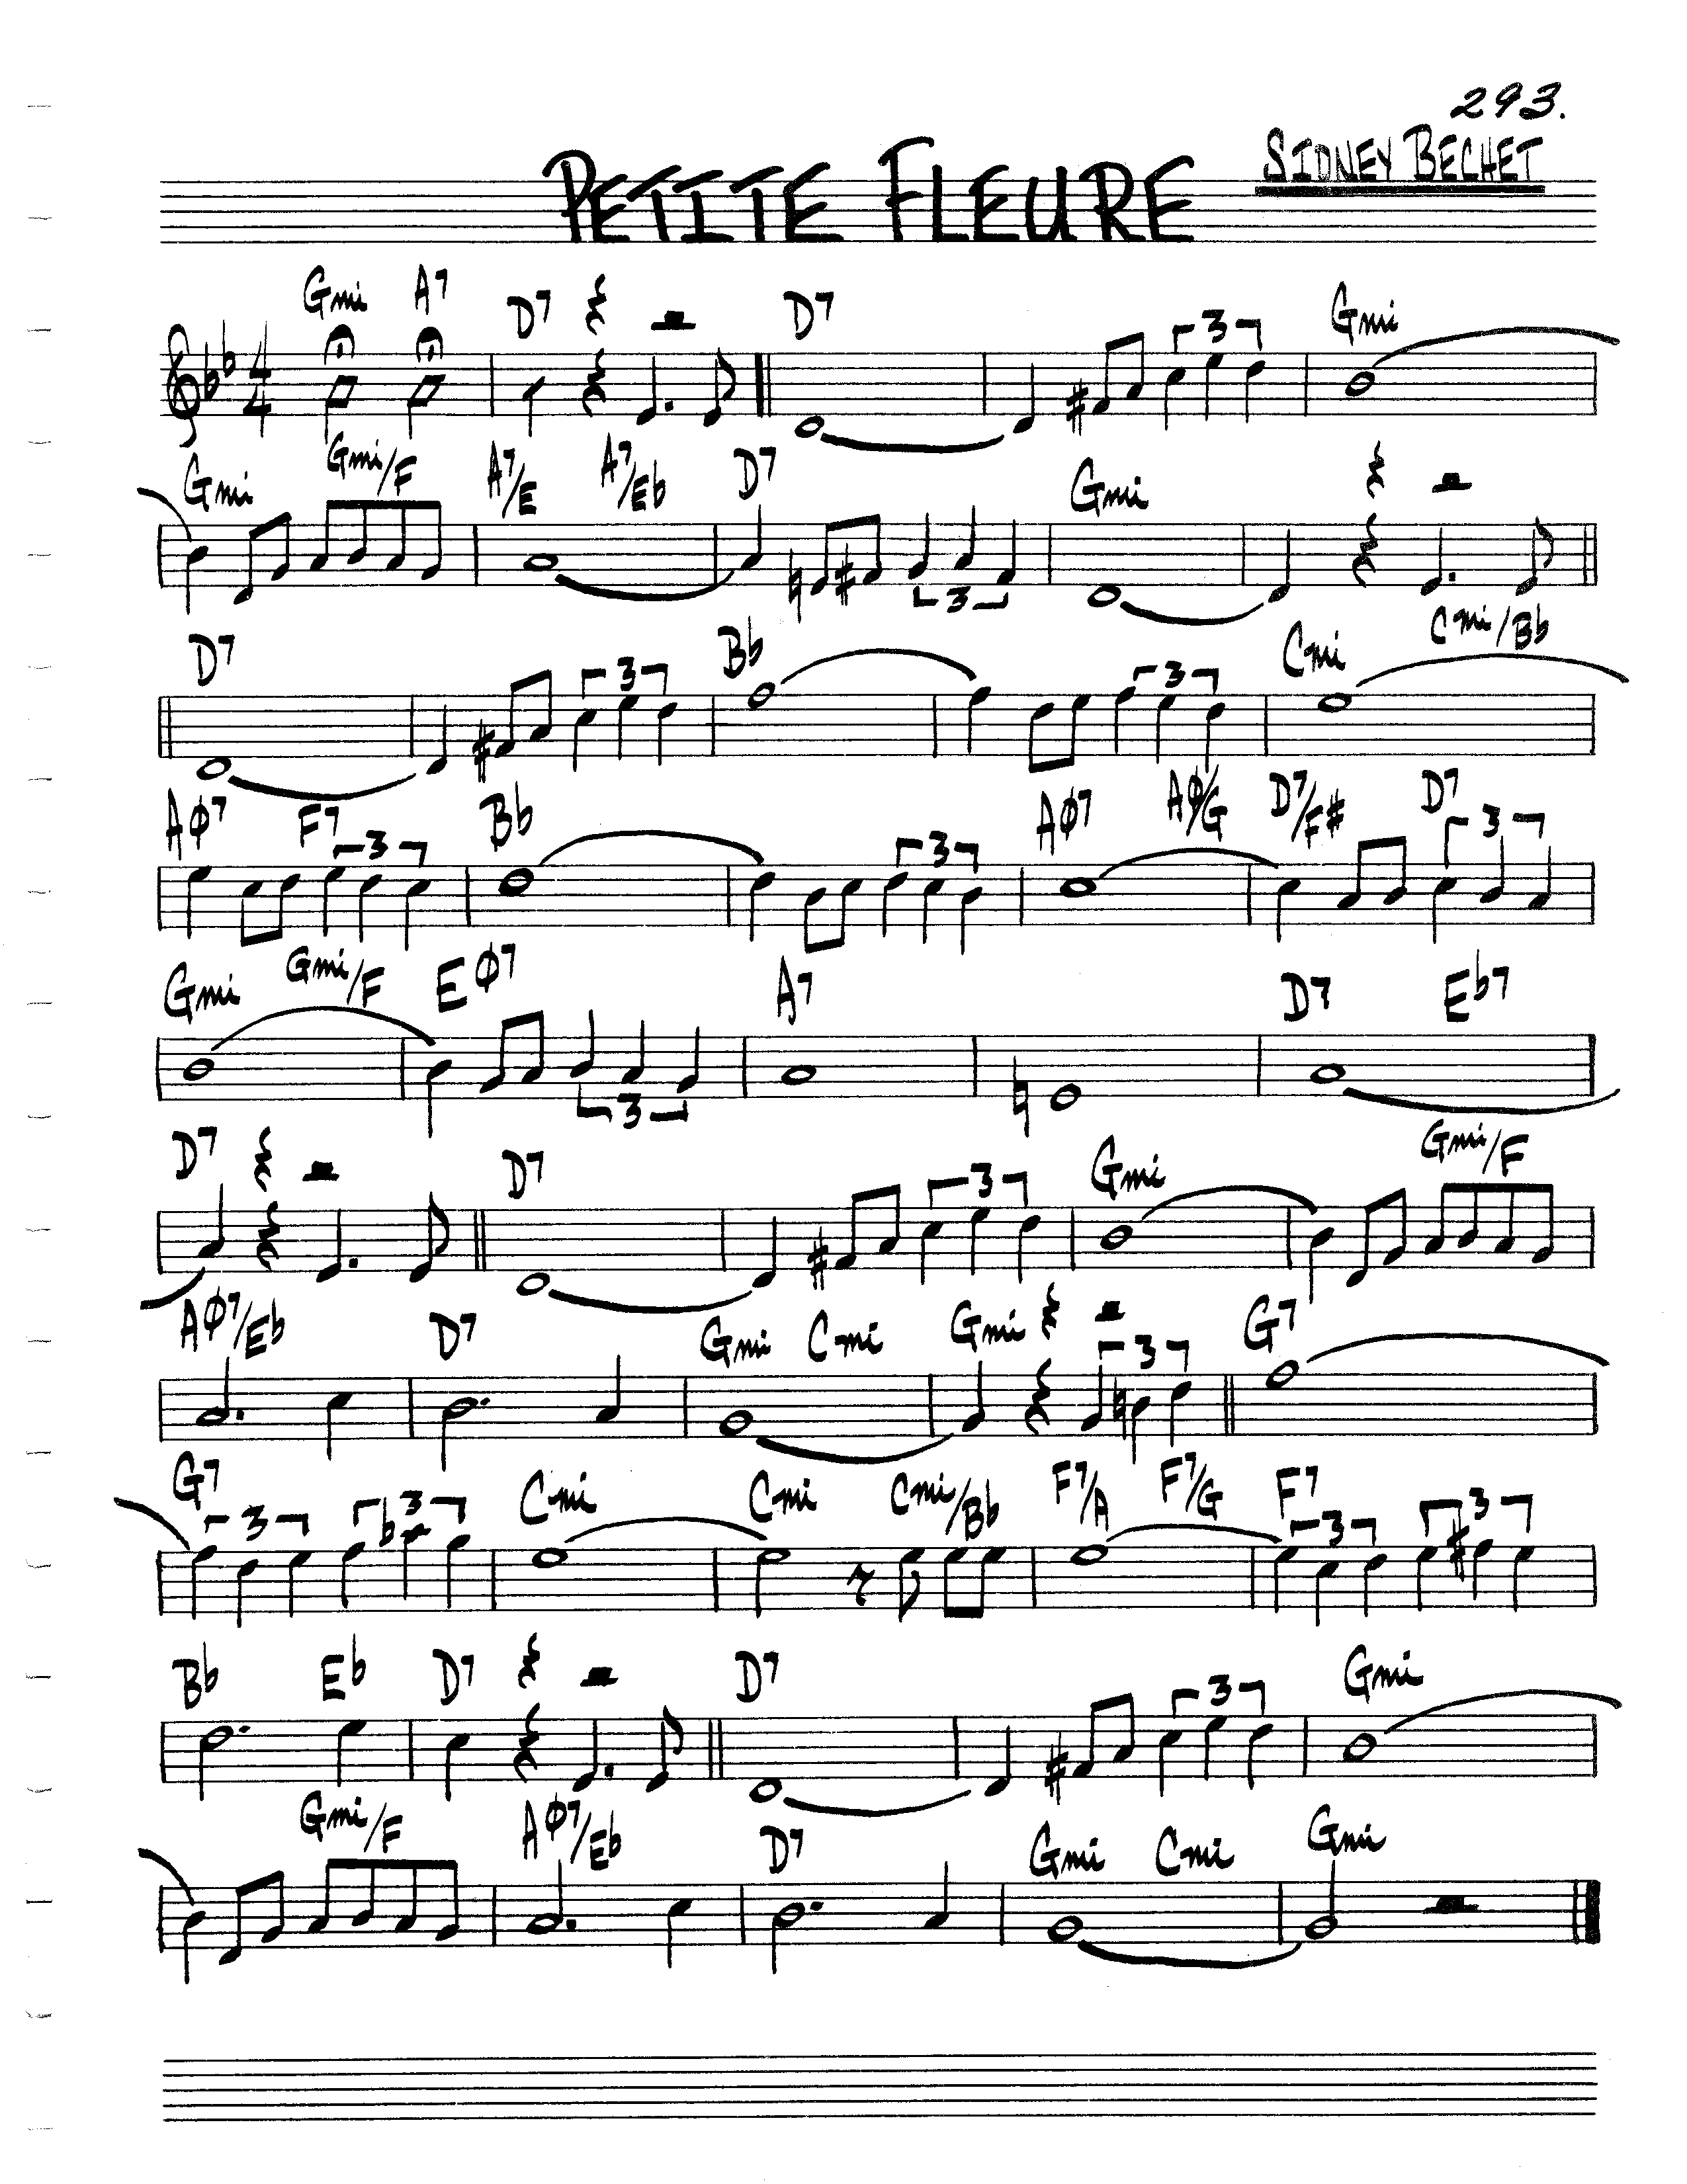 293.
SIDNEY BECHET
PETITE FLEURE
Gmi A7 D7 D7 3 Gmi
4/4
Gmi Gmi/F A7/E A7/Eb D7 3 Gmi
D7 3 Bb 3 Cmi Cmi/Bb
AØ7 F7 3 Bb 3 AØ7 AØ/G D7/F# D7 3
Gmi Gmi/F EØ7 3 A7 D7 Eb7
D7 D7 3 Gmi Gmi/F
AØ7/Eb D7 Gmi Cmi Gmi 3 G7
G7 3 3 Cmi Cmi Cmi/Bb F7/A F7/G F7 3 3
Bb Eb D7 D7 3 Gmi
Gmi/F AØ7/Eb D7 Gmi Cmi Gmi